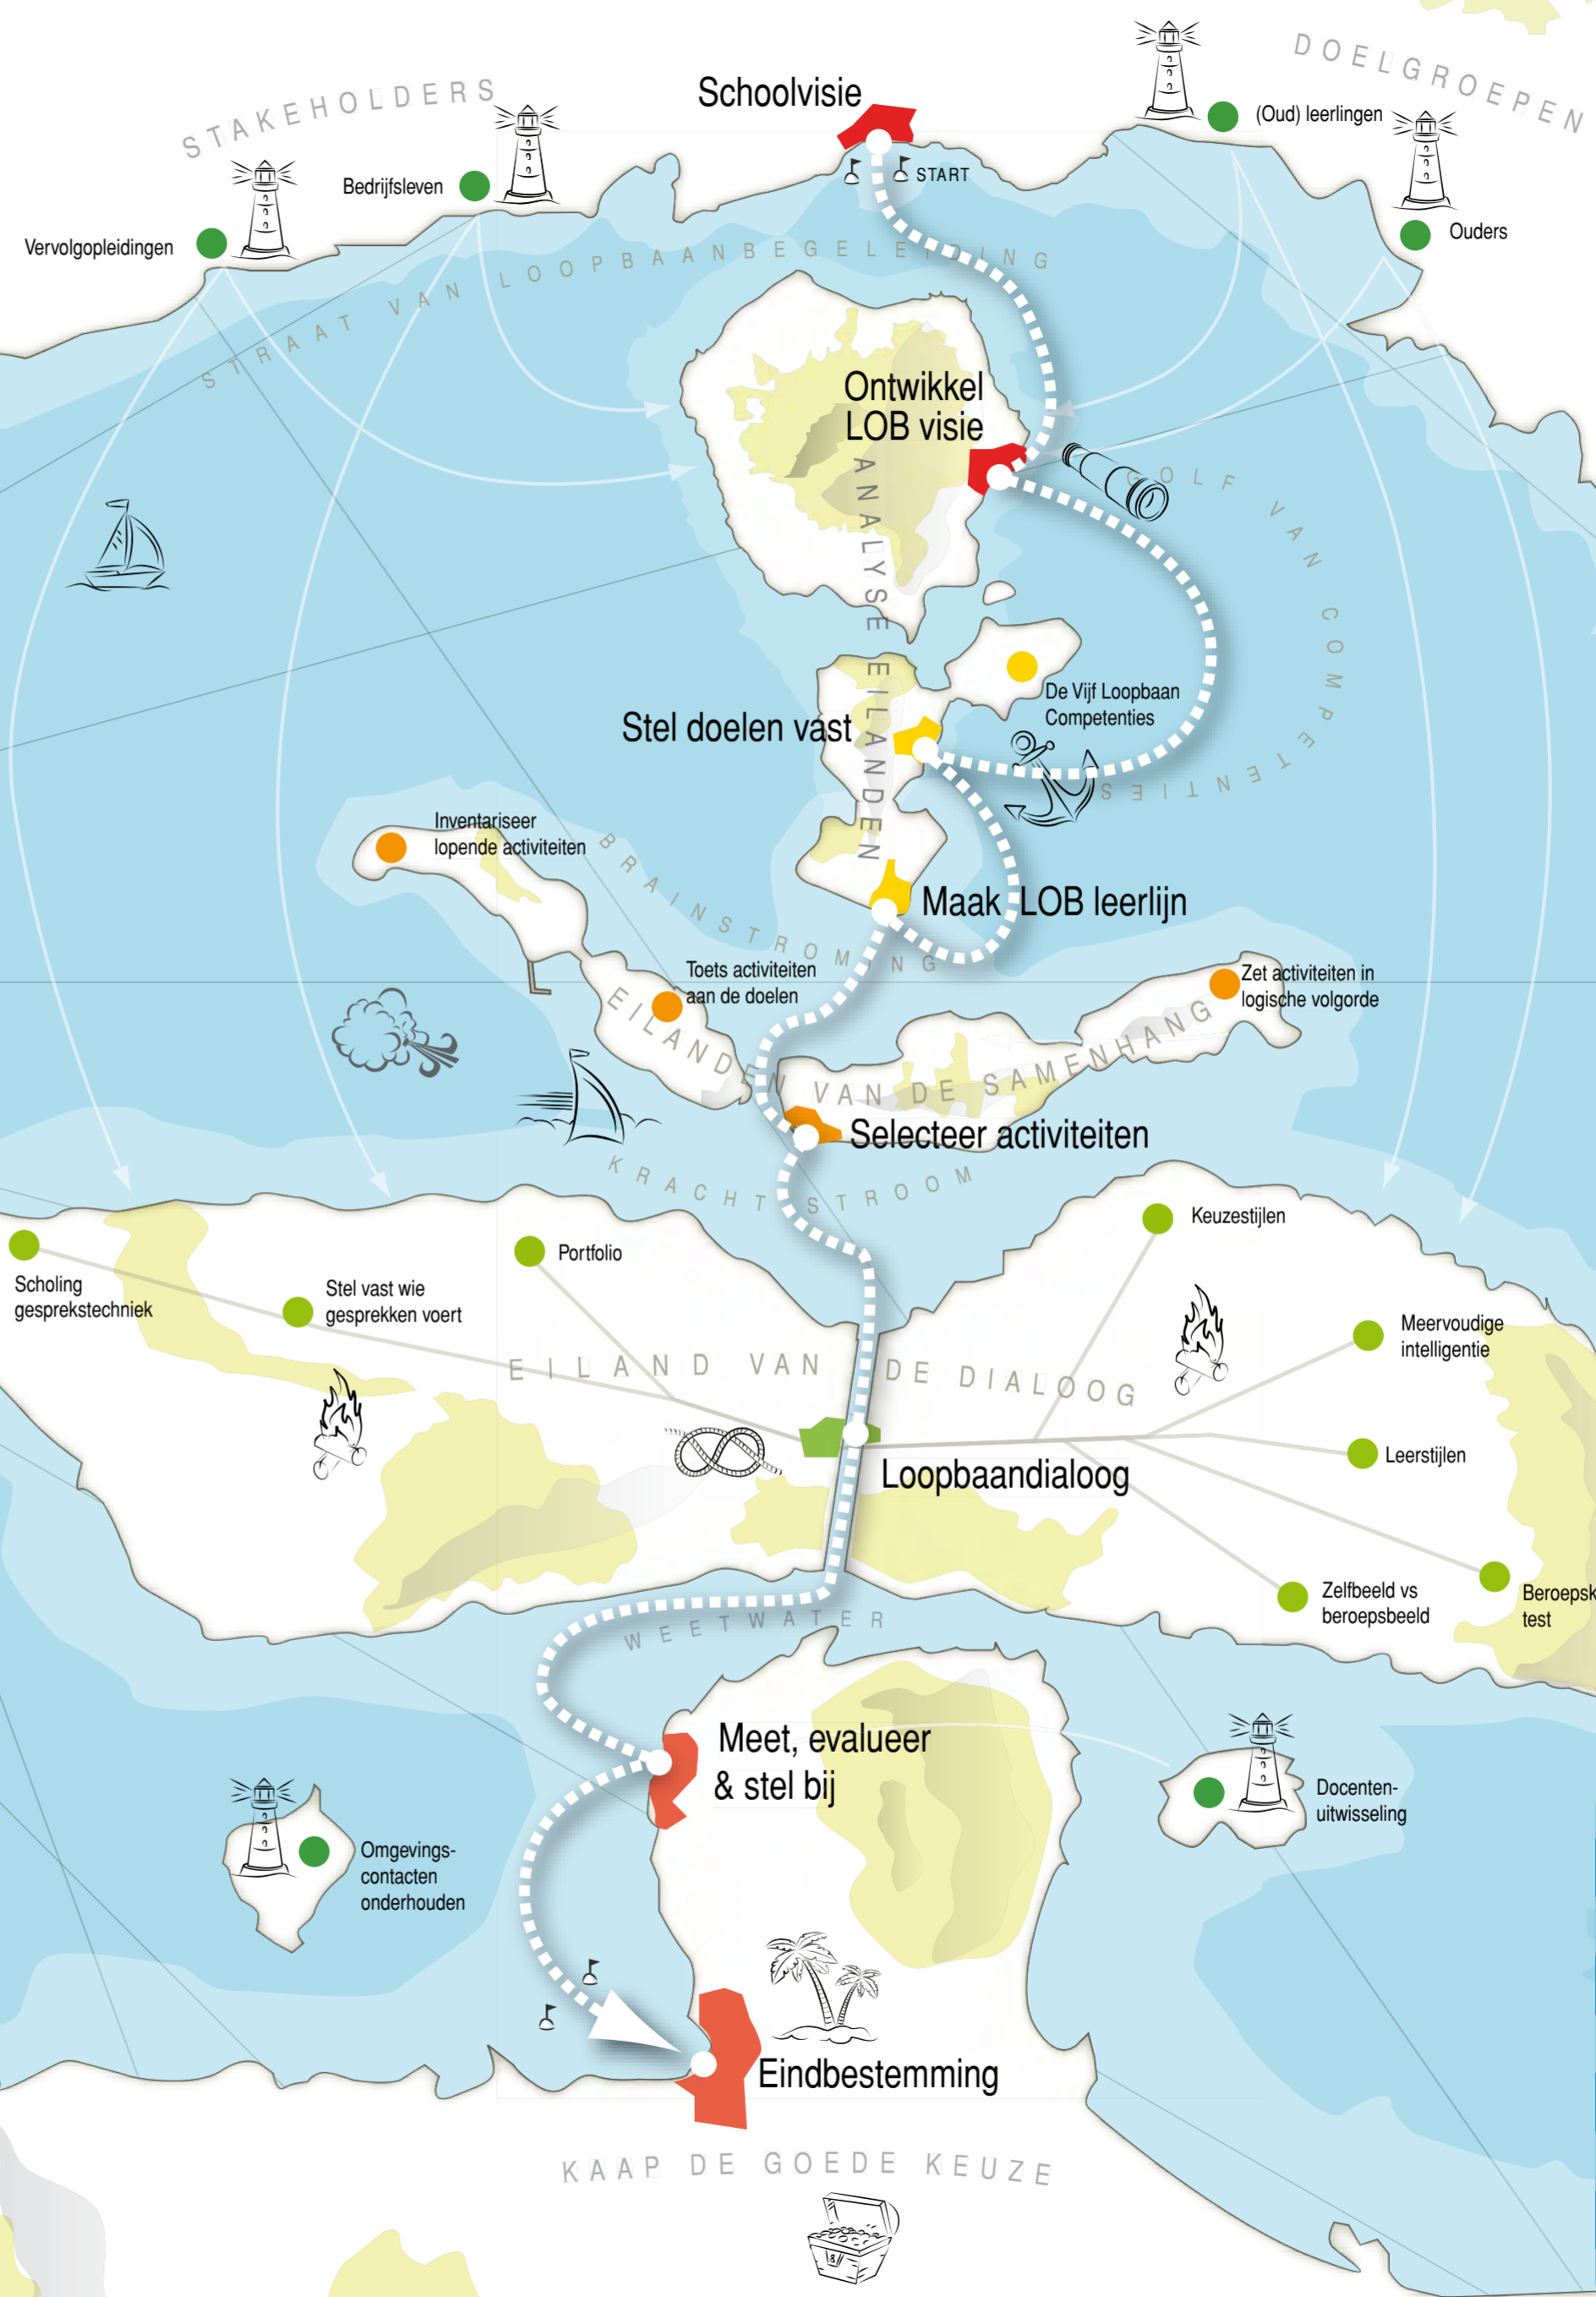 DOELGROEPEN
STAKEHOLDERS
Schoolvisie
(Oud) leerlingen
START
Bedrijfsleven
Ouders
Vervolgopleidingen
STRAAT VAN LOOPBAANBEGELEIDING
Ontwikkel
LOB visie
GOLF VAN COMPETENTIES
ANALYSE EILANDEN
De Vijf Loopbaan
Competenties
Stel doelen vast
Inventariseer
lopende activiteiten
BRAINSTROMING
Maak LOB leerlijn
Toets activiteiten
aan de doelen
Zet activiteiten in
logische volgorde
EILANDEN VAN DE SAMENHANG
Selecteer activiteiten
KRACHTSTROOM
Keuzestijlen
Portfolio
Scholing
gesprekstechniek
Stel vast wie
gesprekken voert
Meervoudige
intelligentie
EILAND VAN DE DIALOOG
Leerstijlen
Loopbaandialoog
Zelfbeeld vs
beroepsbeeld
Beroepsk
test
WEETWATER
Meet, evalueer
& stel bij
Docenten-
uitwisseling
Omgevings-
contacten
onderhouden
Eindbestemming
KAAP DE GOEDE KEUZE